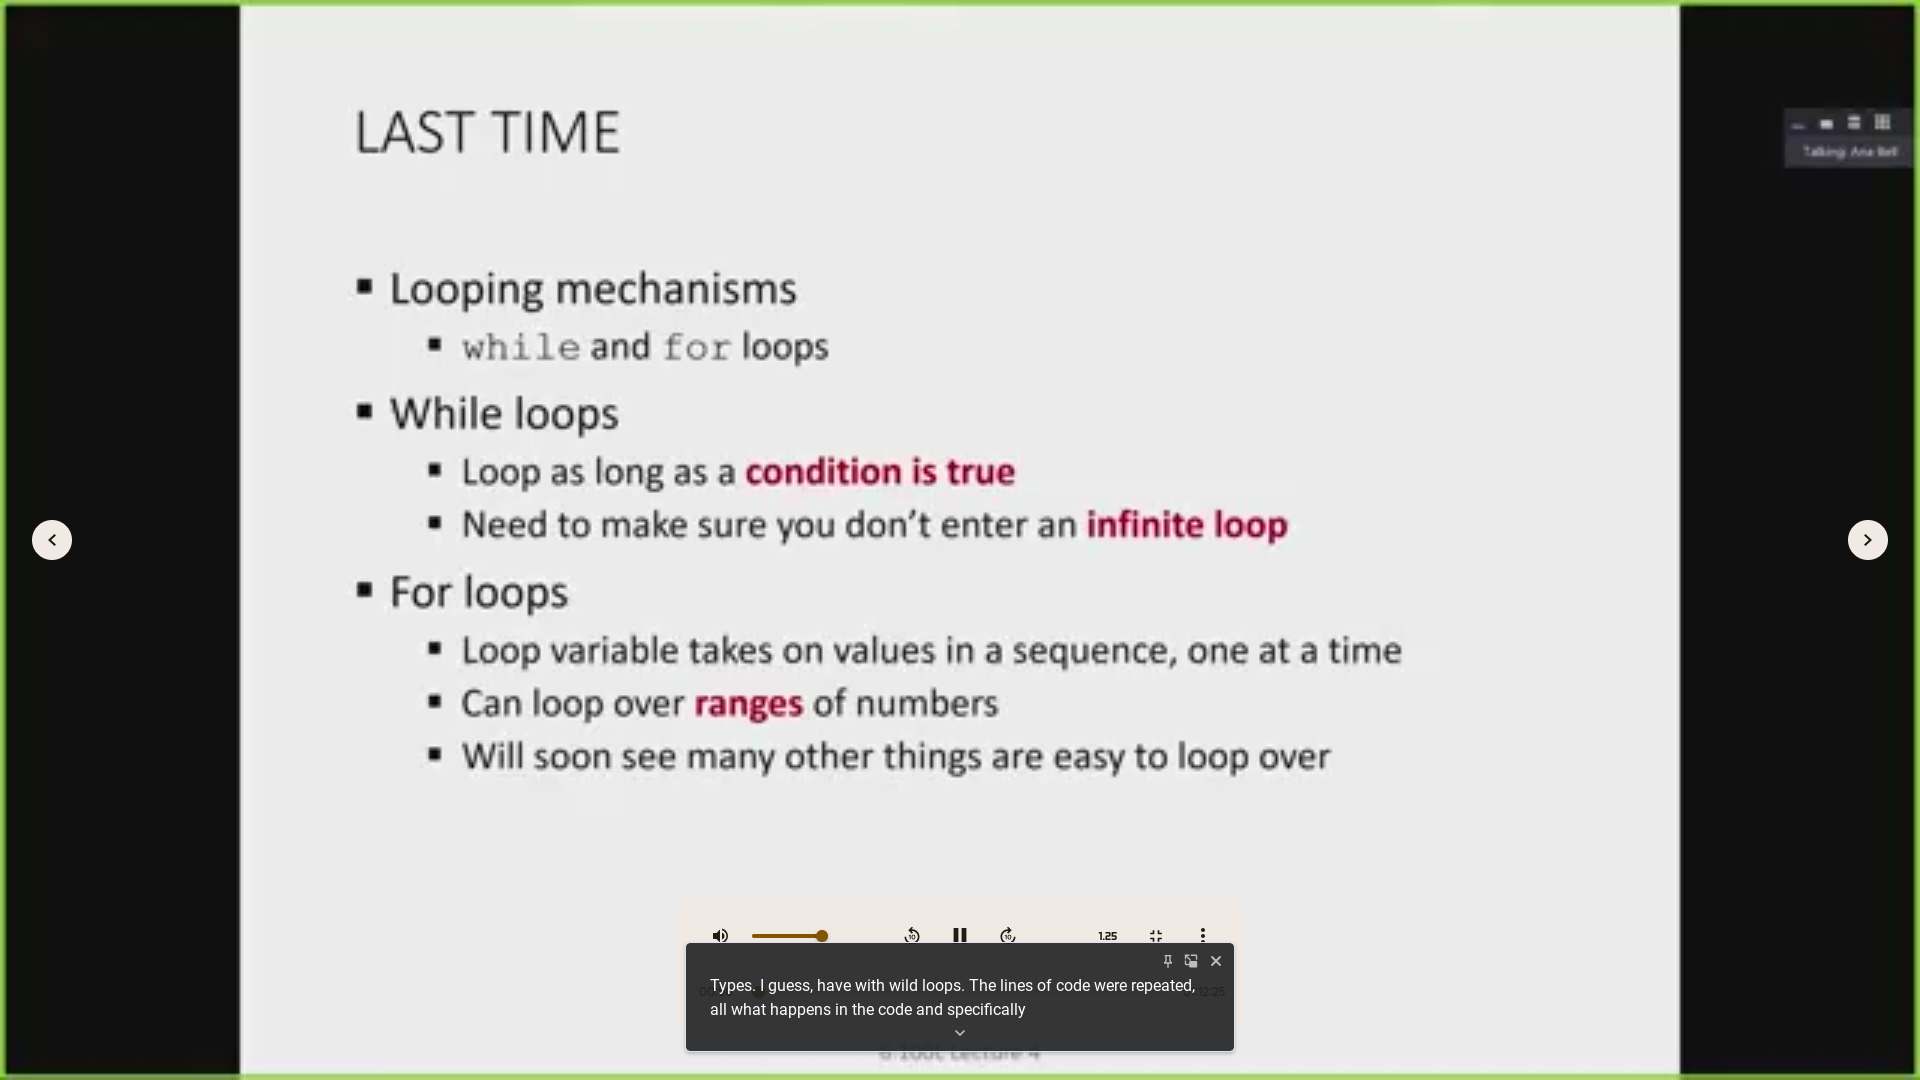 LAST TIME
Talking: Ana Bell
▪ Looping mechanisms
▪ while and for loops
▪ While loops
▪ Loop as long as a condition is true
▪ Need to make sure you don’t enter an infinite loop
▪ For loops
▪ Loop variable takes on values in a sequence, one at a time
▪ Can loop over ranges of numbers
▪ Will soon see many other things are easy to loop over
10
10
1.25
Types. I guess, have with wild loops. The lines of code were repeated,
all what happens in the code and specifically
6.100L Lecture 4